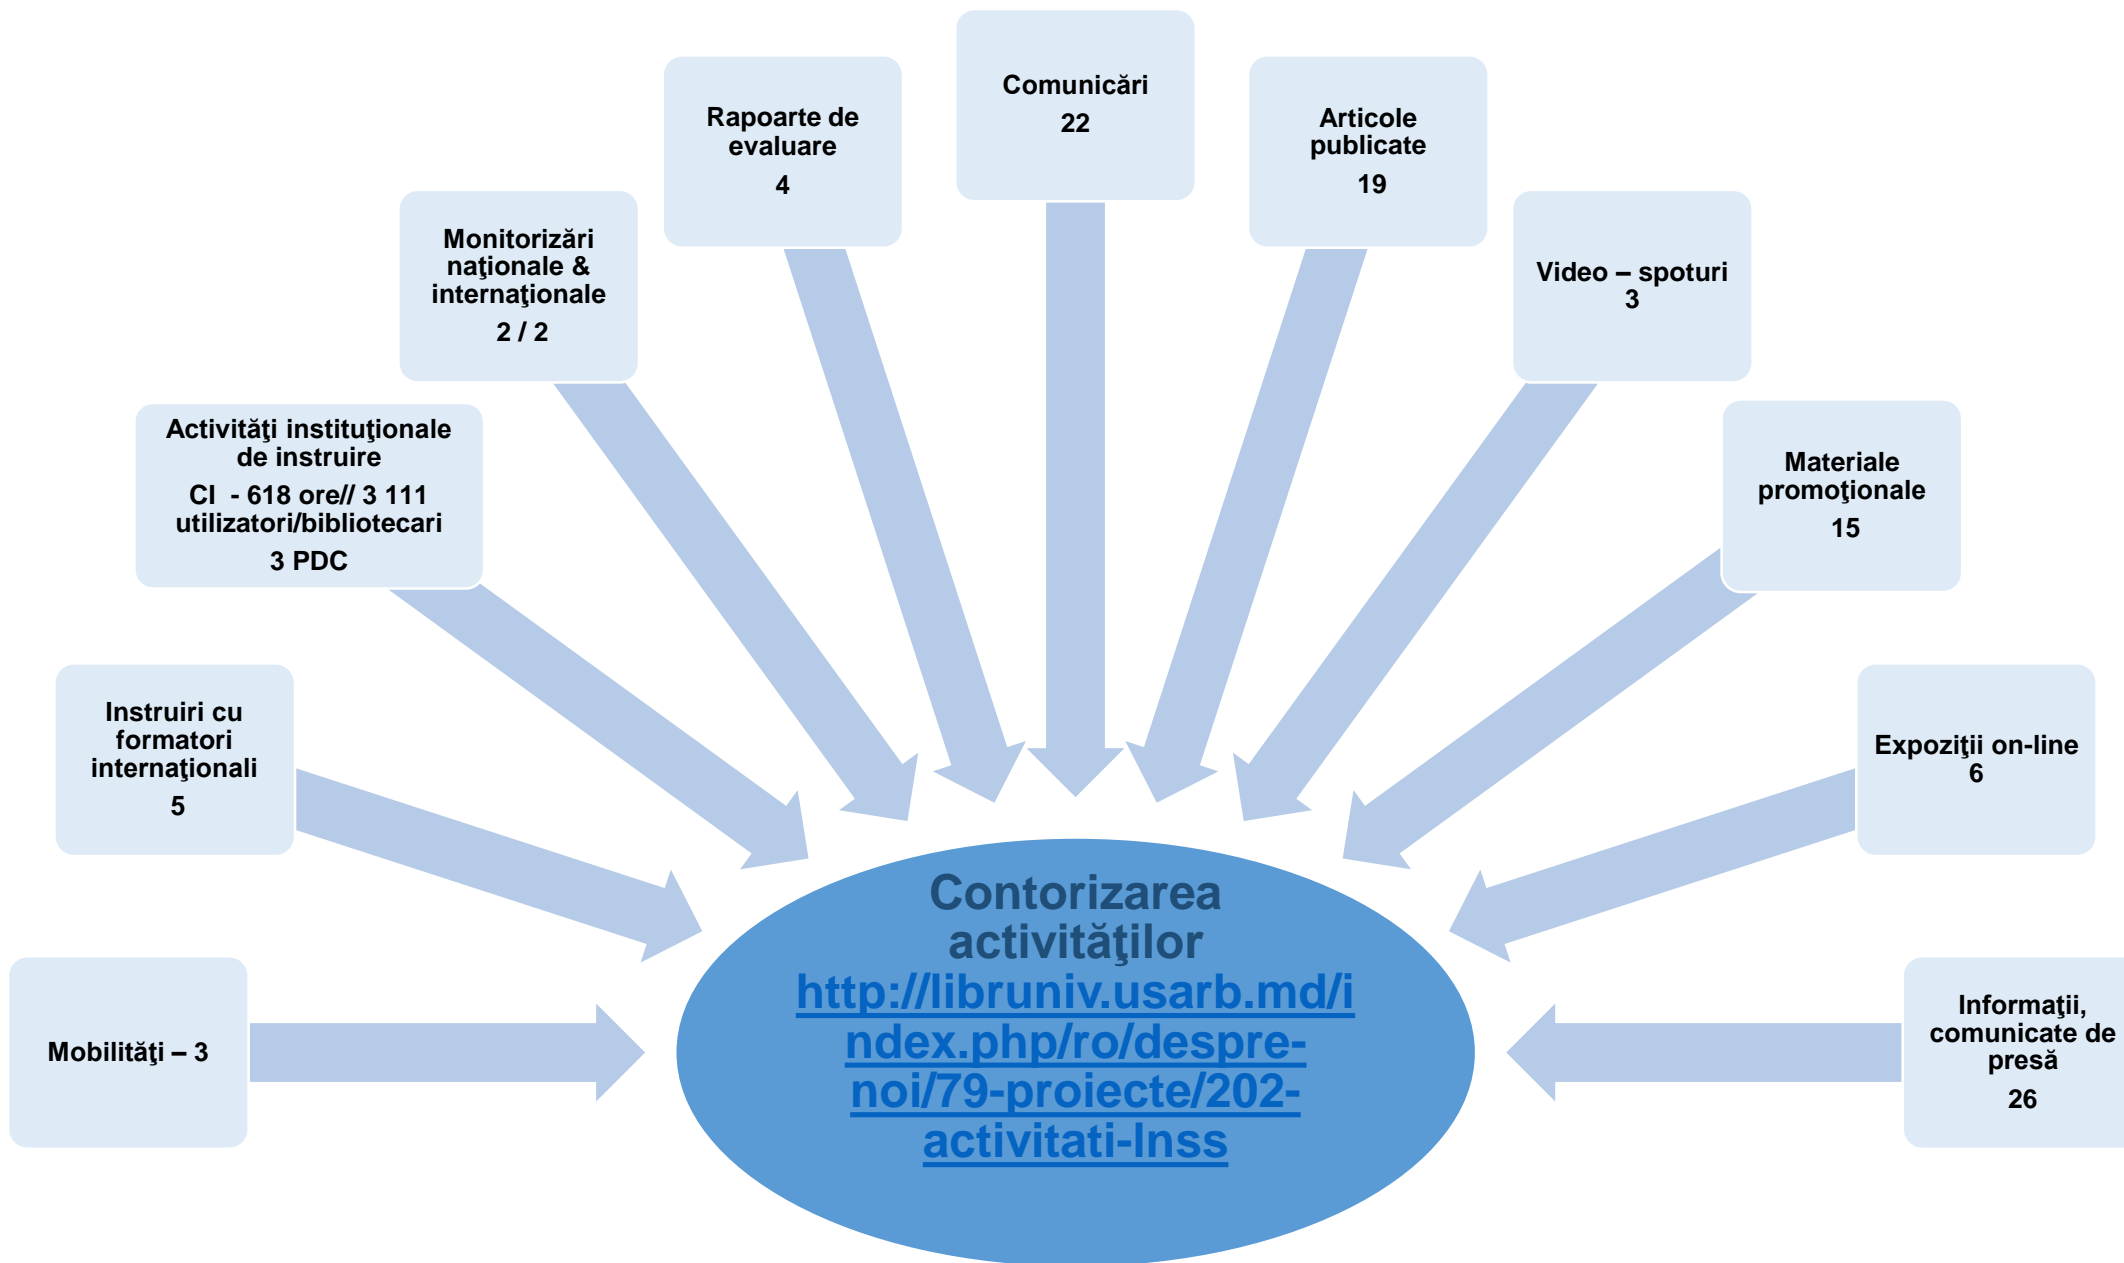 Comunicări
22
Rapoarte de
evaluare
4
Articole
publicate
19
Monitorizări
naţionale &
internaţionale
2 / 2
Video – spoturi
3
Activităţi instituţionale
de instruire
CI  - 618 ore// 3 111
utilizatori/bibliotecari
3 PDC
Materiale
promoţionale
15
Instruiri cu
formatori
internaţionali
5
Expoziţii on-line
6
Mobilităţi – 3
Informaţii,
comunicate de
presă
26
Contorizarea
activităţilor
http://libruniv.usarb.md/i
ndex.php/ro/despre-
noi/79-proiecte/202-
activitati-lnss